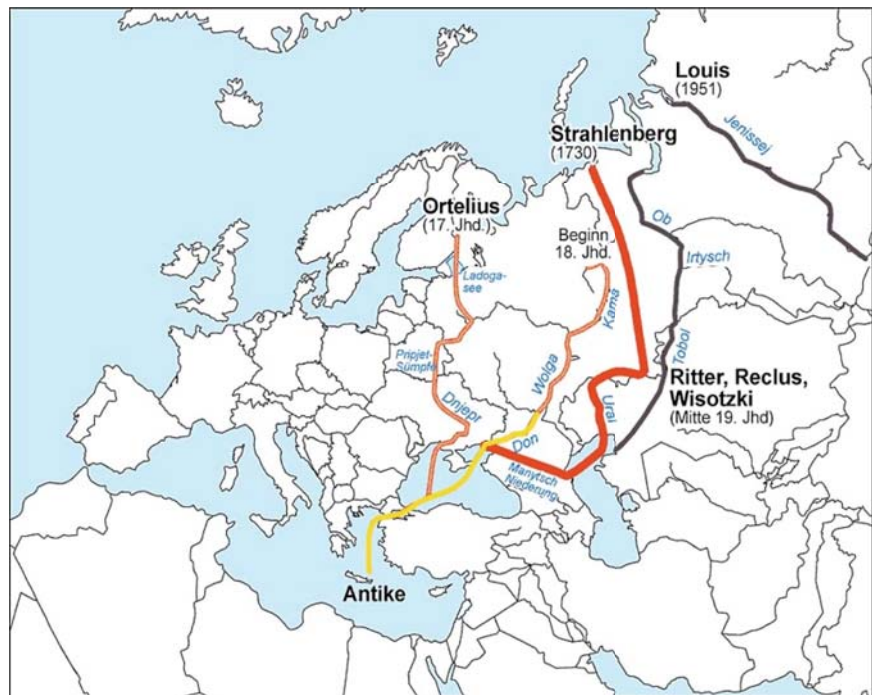 Louis
(1951)
Jenissej
Strahlenberg
(1730)
Ob
Irtysch
Ortelius
(17. Jhd.)
Beginn
18. Jhd.
Ladoga-
see
Kama
Pripjet-
Sümpfe
Wolga
Tobol
Ritter, Reclus,
Wisotzki
(Mitte 19. Jhd)
Dnjepr
Ural
Don
Manytsch
Niederung
Antike